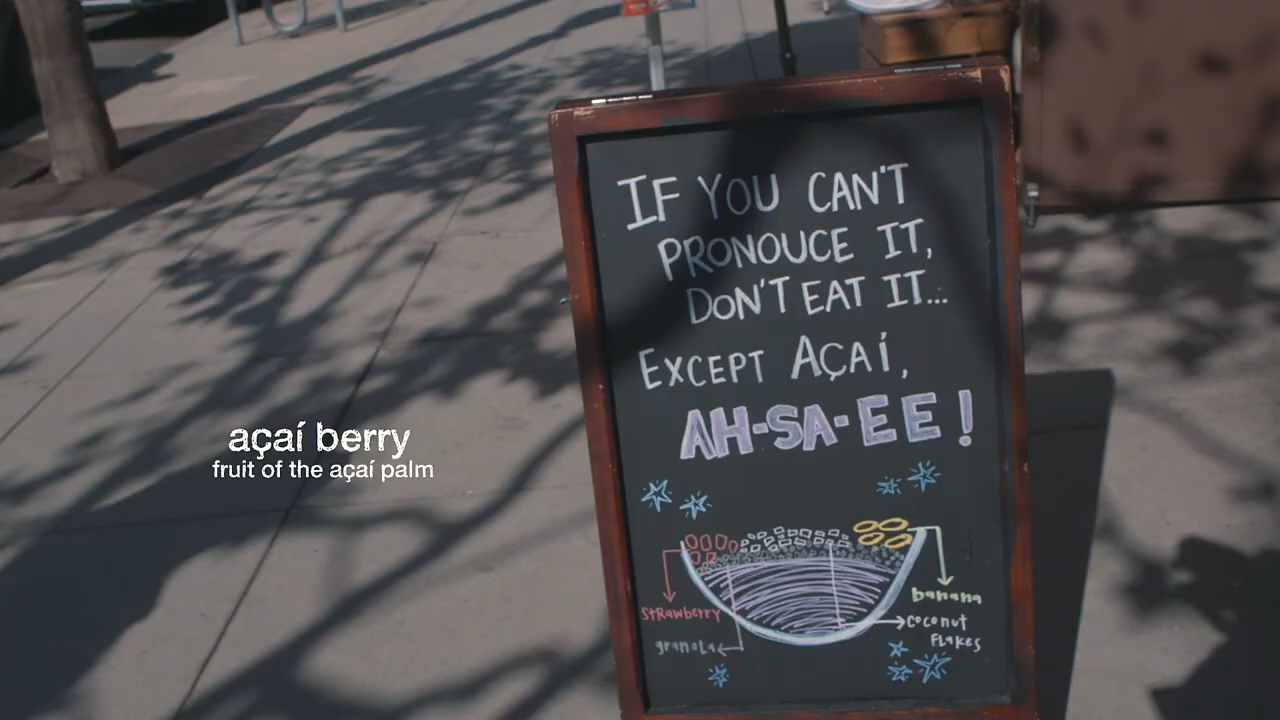 IF YOU CAN'T
PRONOUCE IT,
DON'T EAT IT...
EXCEPT AÇAÍ,
AH-SA-EE!
açaí berry
fruit of the açaí palm
strawberry
granola
banana
coconut
flakes